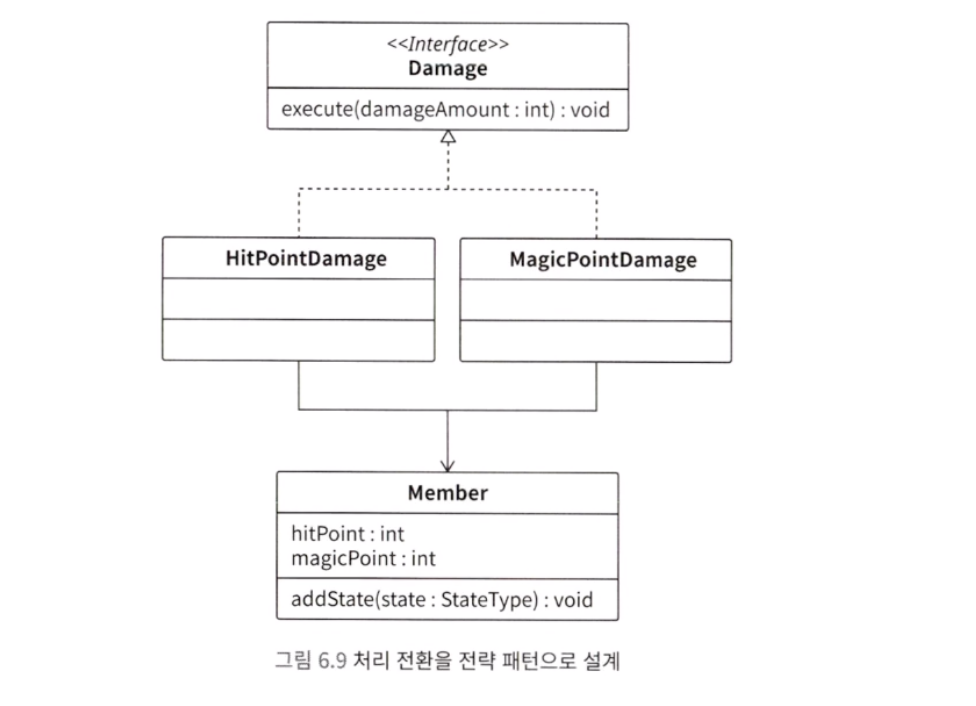 <<Interface>>
Damage
execute(damageAmount : int) : void
HitPointDamage
MagicPointDamage
Member
hitPoint : int
magicPoint : int
addState(state : StateType) : void
그림 6.9 처리 전환을 전략 패턴으로 설계